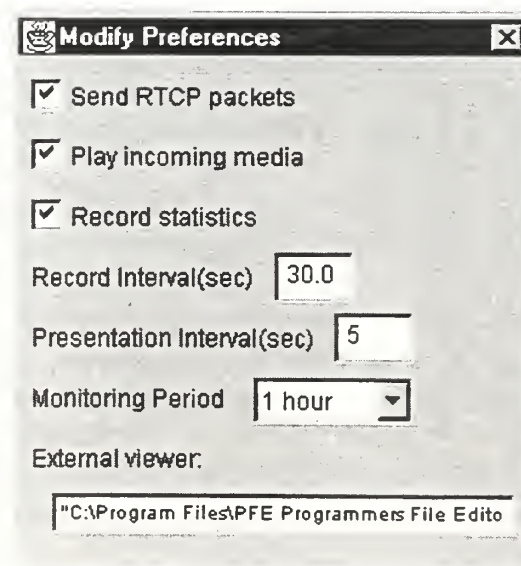 Modify Preferences
Send RTCP packets
Play incoming media
Record statistics
Record Interval(sec) 30.0
Presentation Interval(sec) 5
Monitoring Period 1 hour
External viewer:
"C:\Program Files\PFE Programmers File Edito